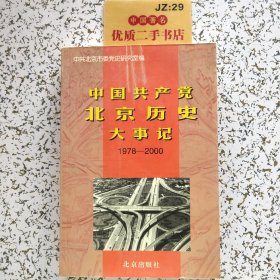 JZ:29
中国著名
优质二手书店
中共北京市委党史研究室编
中国共产党
北京历史
大事记
1978—2000
北京出版社